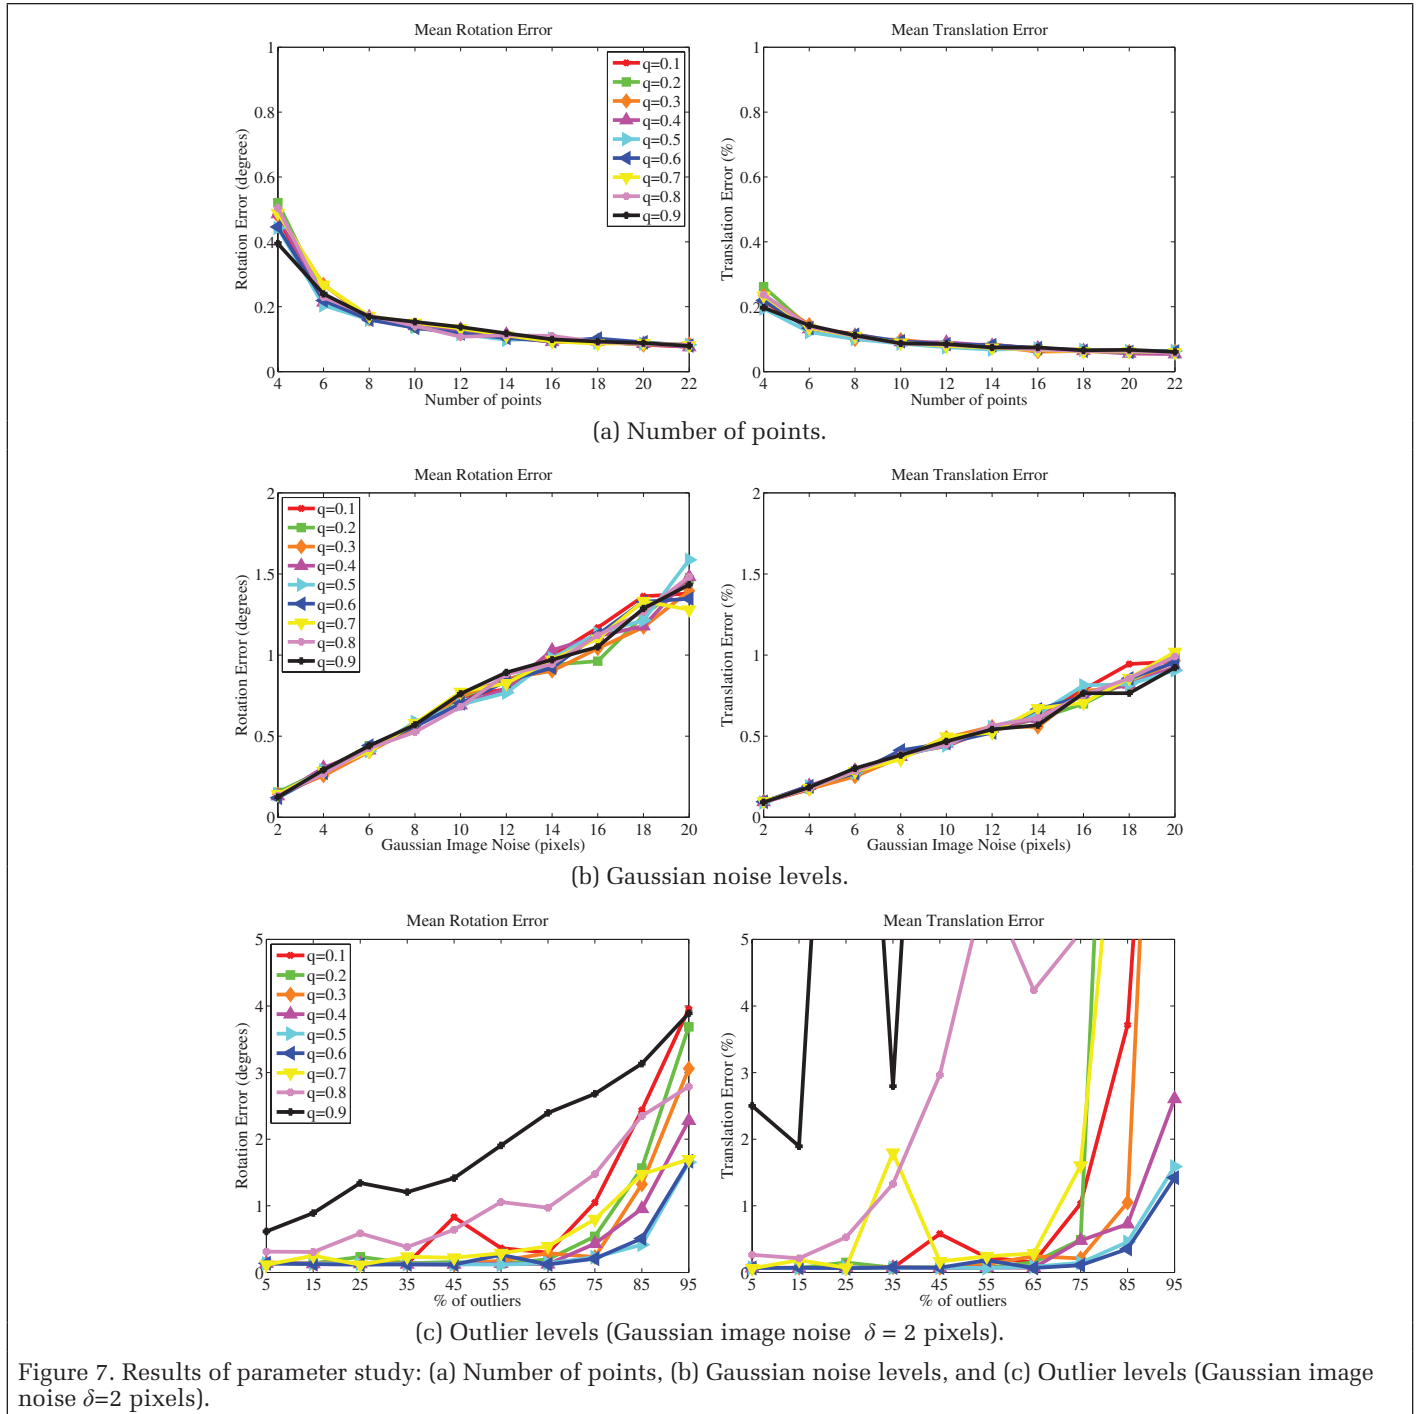 Mean Rotation Error
1
0.8
0.6
0.4
0.2
0
Rotation Error (degrees)
4 6 8 10 12 14 16 18 20 22
Number of points
q=0.1
q=0.2
q=0.3
q=0.4
q=0.5
q=0.6
q=0.7
q=0.8
q=0.9
Mean Translation Error
1
0.8
0.6
0.4
0.2
0
Translation Error (%)
4 6 8 10 12 14 16 18 20 22
Number of points
(a) Number of points.
Mean Rotation Error
2
1.5
1
0.5
0
Rotation Error (degrees)
2 4 6 8 10 12 14 16 18 20
Gaussian Image Noise (pixels)
q=0.1
q=0.2
q=0.3
q=0.4
q=0.5
q=0.6
q=0.7
q=0.8
q=0.9
Mean Translation Error
2
1.5
1
0.5
0
Translation Error (%)
2 4 6 8 10 12 14 16 18 20
Gaussian Image Noise (pixels)
(b) Gaussian noise levels.
Mean Rotation Error
5
4
3
2
1
0
Rotation Error (degrees)
5 15 25 35 45 55 65 75 85 95
% of outliers
q=0.1
q=0.2
q=0.3
q=0.4
q=0.5
q=0.6
q=0.7
q=0.8
q=0.9
Mean Translation Error
5
4
3
2
1
0
Translation Error (%)
5 15 25 35 45 55 65 75 85 95
% of outliers
(c) Outlier levels (Gaussian image noise δ = 2 pixels).
Figure 7. Results of parameter study: (a) Number of points, (b) Gaussian noise levels, and (c) Outlier levels (Gaussian image
noise δ=2 pixels).